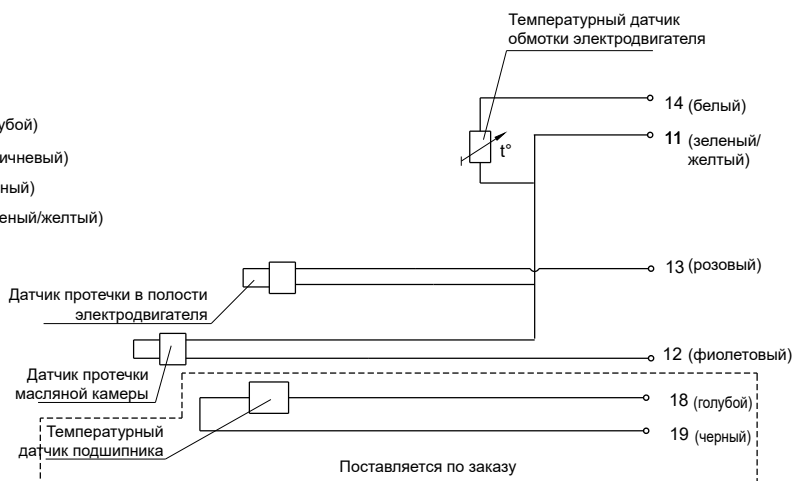 Температурный датчик
обмотки электродвигателя
14 (белый)
11 (зеленый/
желтый)
t°
13 (розовый)
Датчик протечки в полости
электродвигателя
12 (фиолетовый)
Датчик протечки
масляной камеры
18 (голубой)
19 (черный)
Температурный
датчик подшипника
Поставляется по заказу